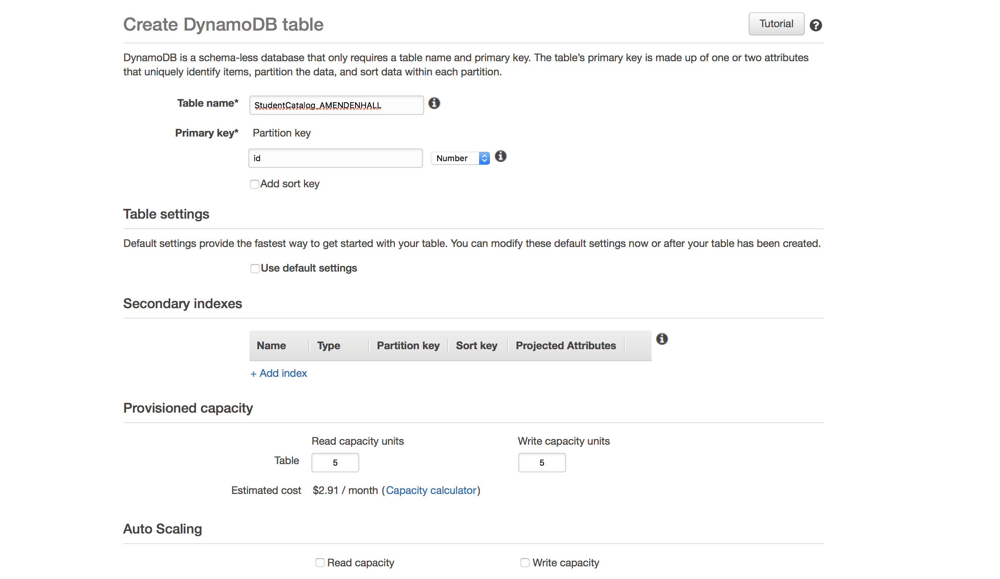 Create DynamoDB table
Tutorial
DynamoDB is a schema-less database that only requires a table name and primary key. The table’s primary key is made up of one or two attributes
that uniquely identify items, partition the data, and sort data within each partition.
Table name* StudentCatalog_AMENDENHALL
Primary key* Partition key
id Number
Add sort key
Table settings
Default settings provide the fastest way to get started with your table. You can modify these default settings now or after your table has been created.
Use default settings
Secondary indexes
Name Type Partition key Sort key Projected Attributes
+ Add index
Provisioned capacity
Read capacity units Write capacity units
Table 5 5
Estimated cost $2.91 / month (Capacity calculator)
Auto Scaling
Read capacity Write capacity